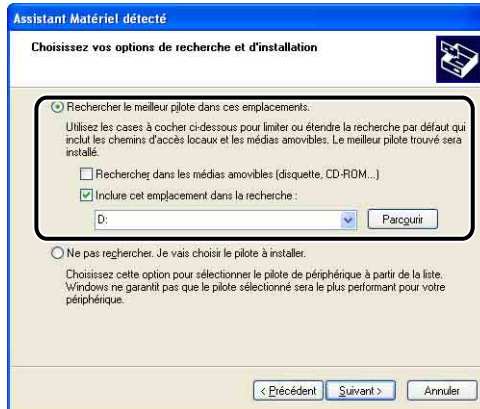 Assistant Matériel détecté
Choisissez vos options de recherche et d'installation
Rechercher le meilleur pilote dans ces emplacements.
Utilisez les cases à cocher ci-dessous pour limiter ou étendre la recherche par défaut qui
inclut les chemins d'accès locaux et les médias amovibles. Le meilleur pilote trouvé sera
installé.
Rechercher dans les médias amovibles (disquette, CD-ROM...)
Inclure cet emplacement dans la recherche :
D:
Parcourir
Ne pas rechercher. Je vais choisir le pilote à installer.
Choisissez cette option pour sélectionner le pilote de périphérique à partir de la liste.
Windows ne garantit pas que le pilote sélectionné sera le plus performant pour votre
périphérique.
< Précédent
Suivant >
Annuler